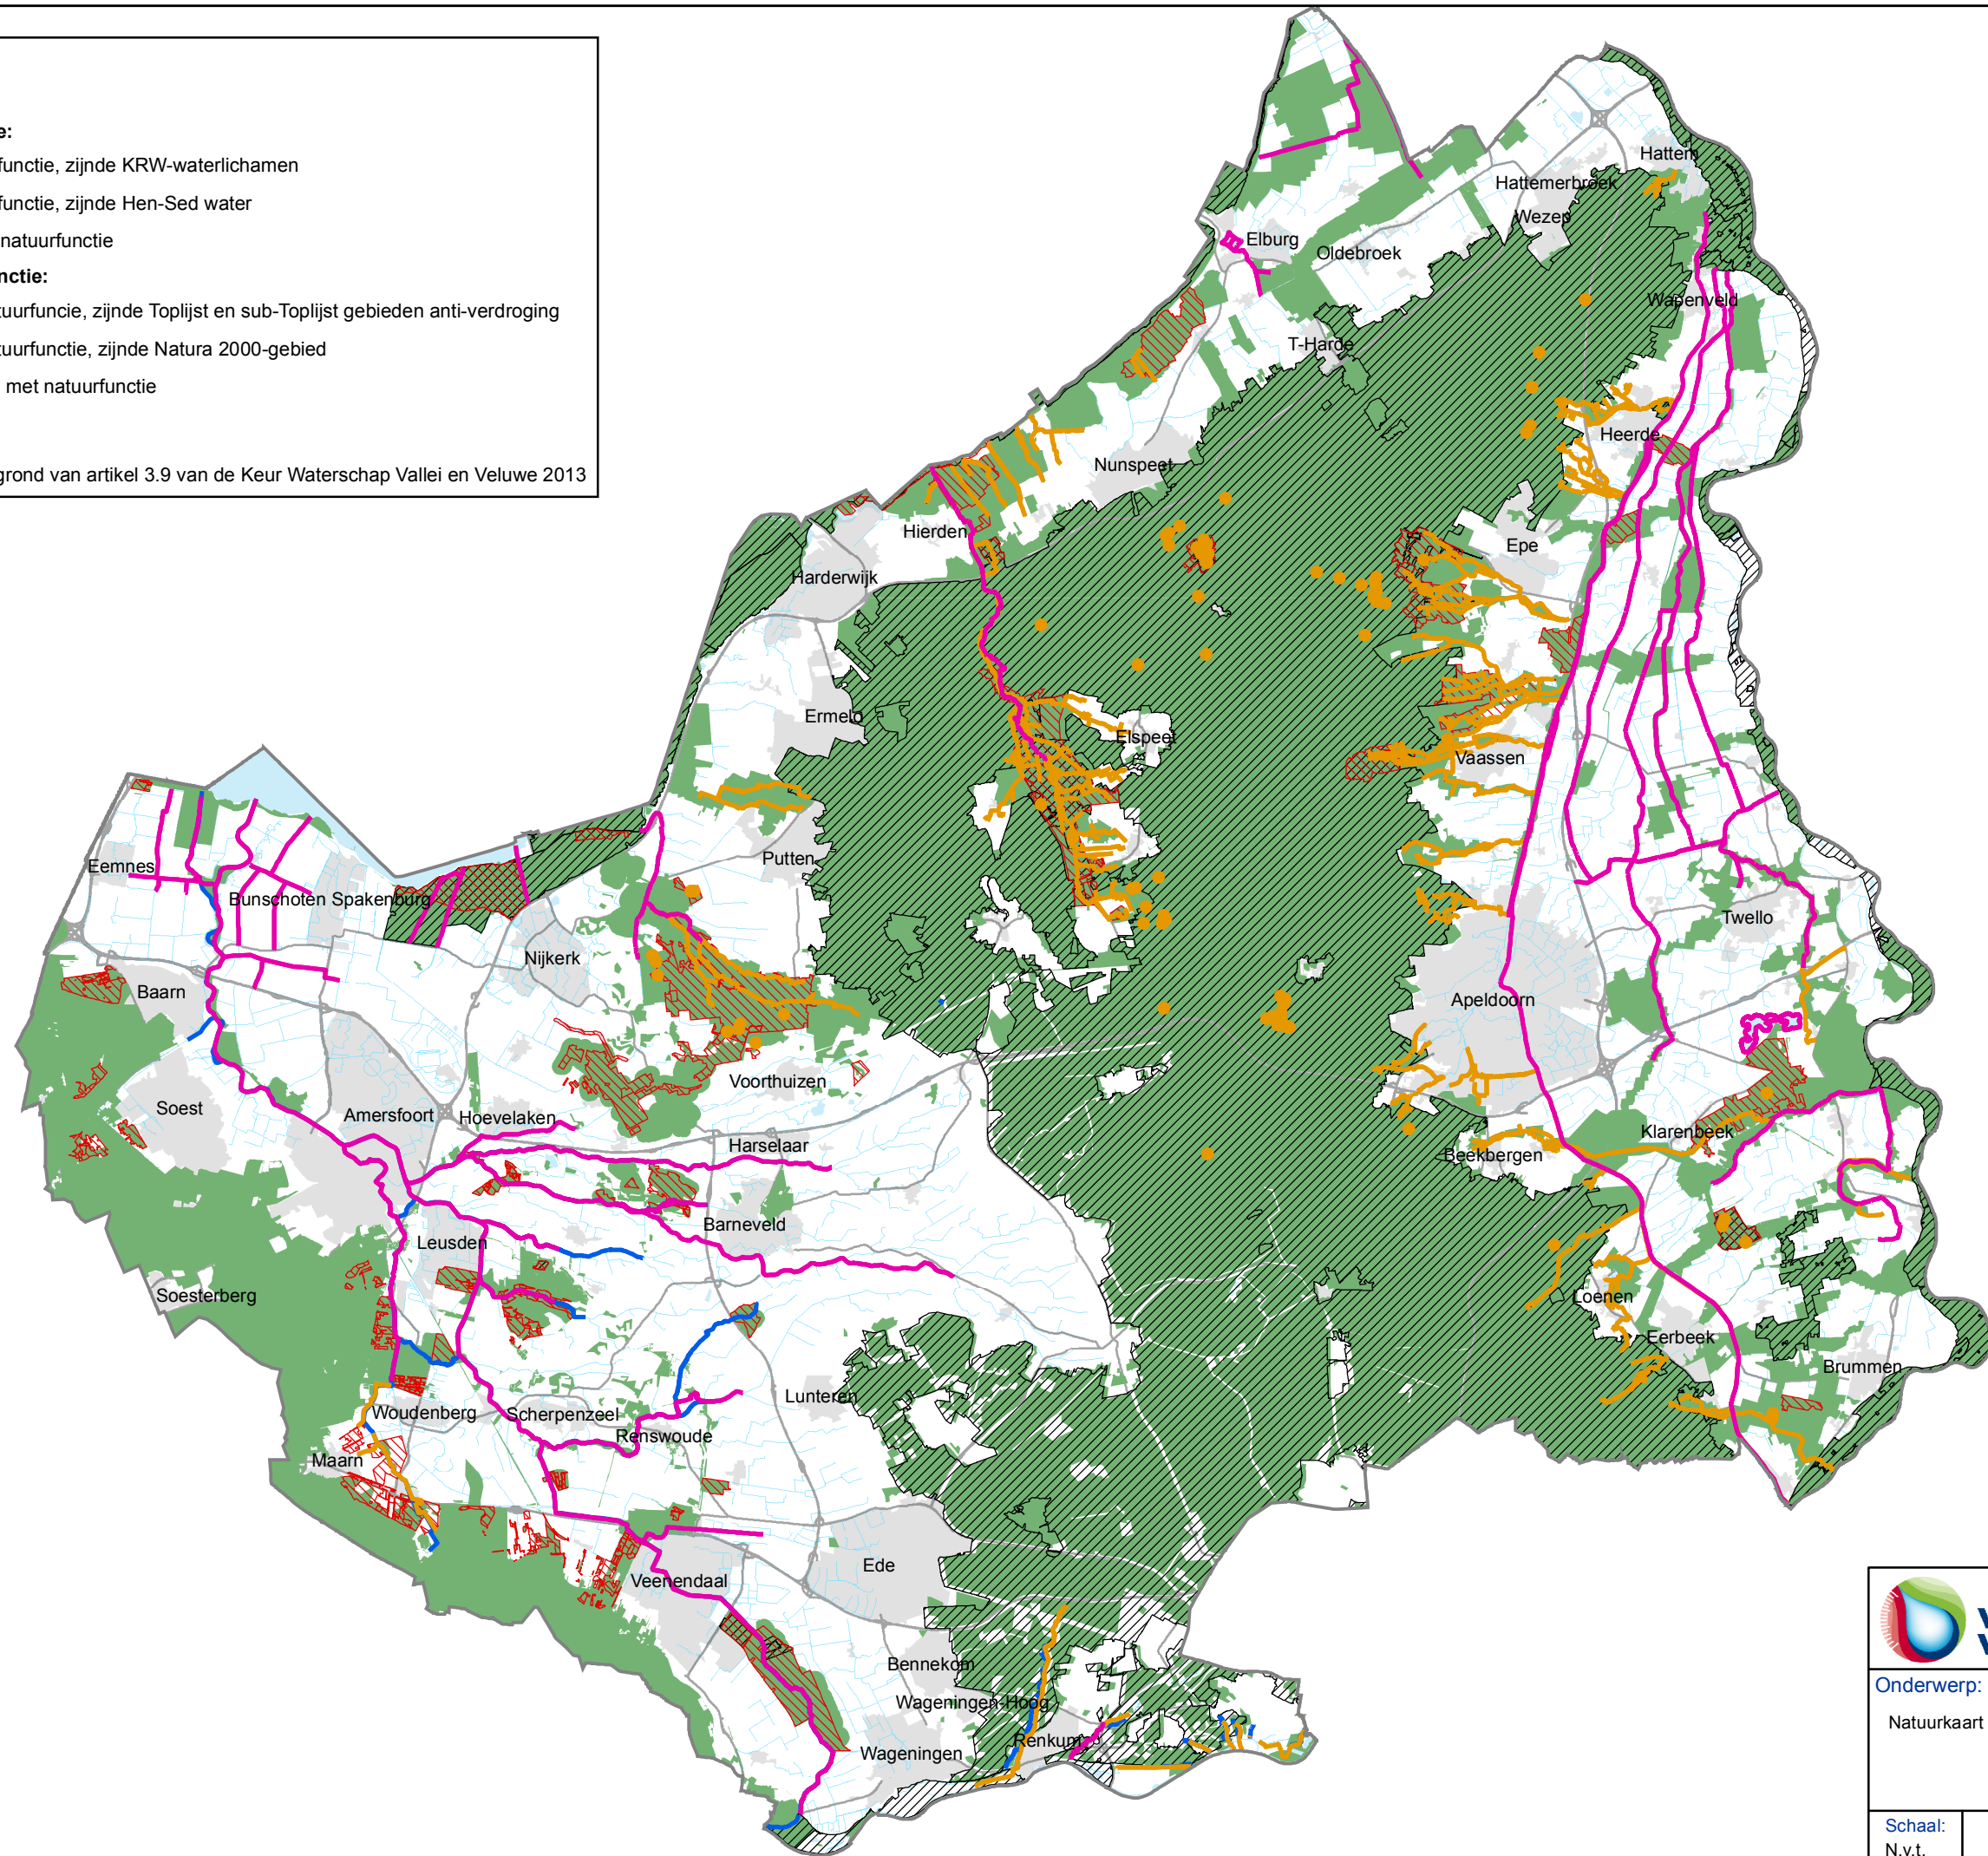 e:
functie, zijnde KRW-waterlichamen
functie, zijnde Hen-Sed water
natuurfunctie
nctie:
tuurfuncie, zijnde Toplijst en sub-Toplijst gebieden anti-verdroging
tuurfunctie, zijnde Natura 2000-gebied
met natuurfunctie
grond van artikel 3.9 van de Keur Waterschap Vallei en Veluwe 2013
Hattem
Hattemerbroek
Wezep
Elburg
Oldebroek
Wapenveld
T-Harde
Heerde
Nunspeet
Hierden
Epe
Harderwijk
Ermelo
Elspeet
Vaassen
Putten
Eemnes
Bunschoten Spakenburg
Twello
Nijkerk
Baarn
Apeldoorn
Voorthuizen
Soest
Amersfoort
Hoevelaken
Klarenbeek
Harselaar
Beekbergen
Barneveld
Leusden
Soesterberg
Loenen
Eerbeek
Brummen
Lunteren
Woudenberg
Scherpenzeel
Renswoude
Maarn
Ede
Veenendaal
Bennekom
Wageningen-Hoog
Renkum
Wageningen
Onderwerp:
Natuurkaart
Schaal:
N.v.t.